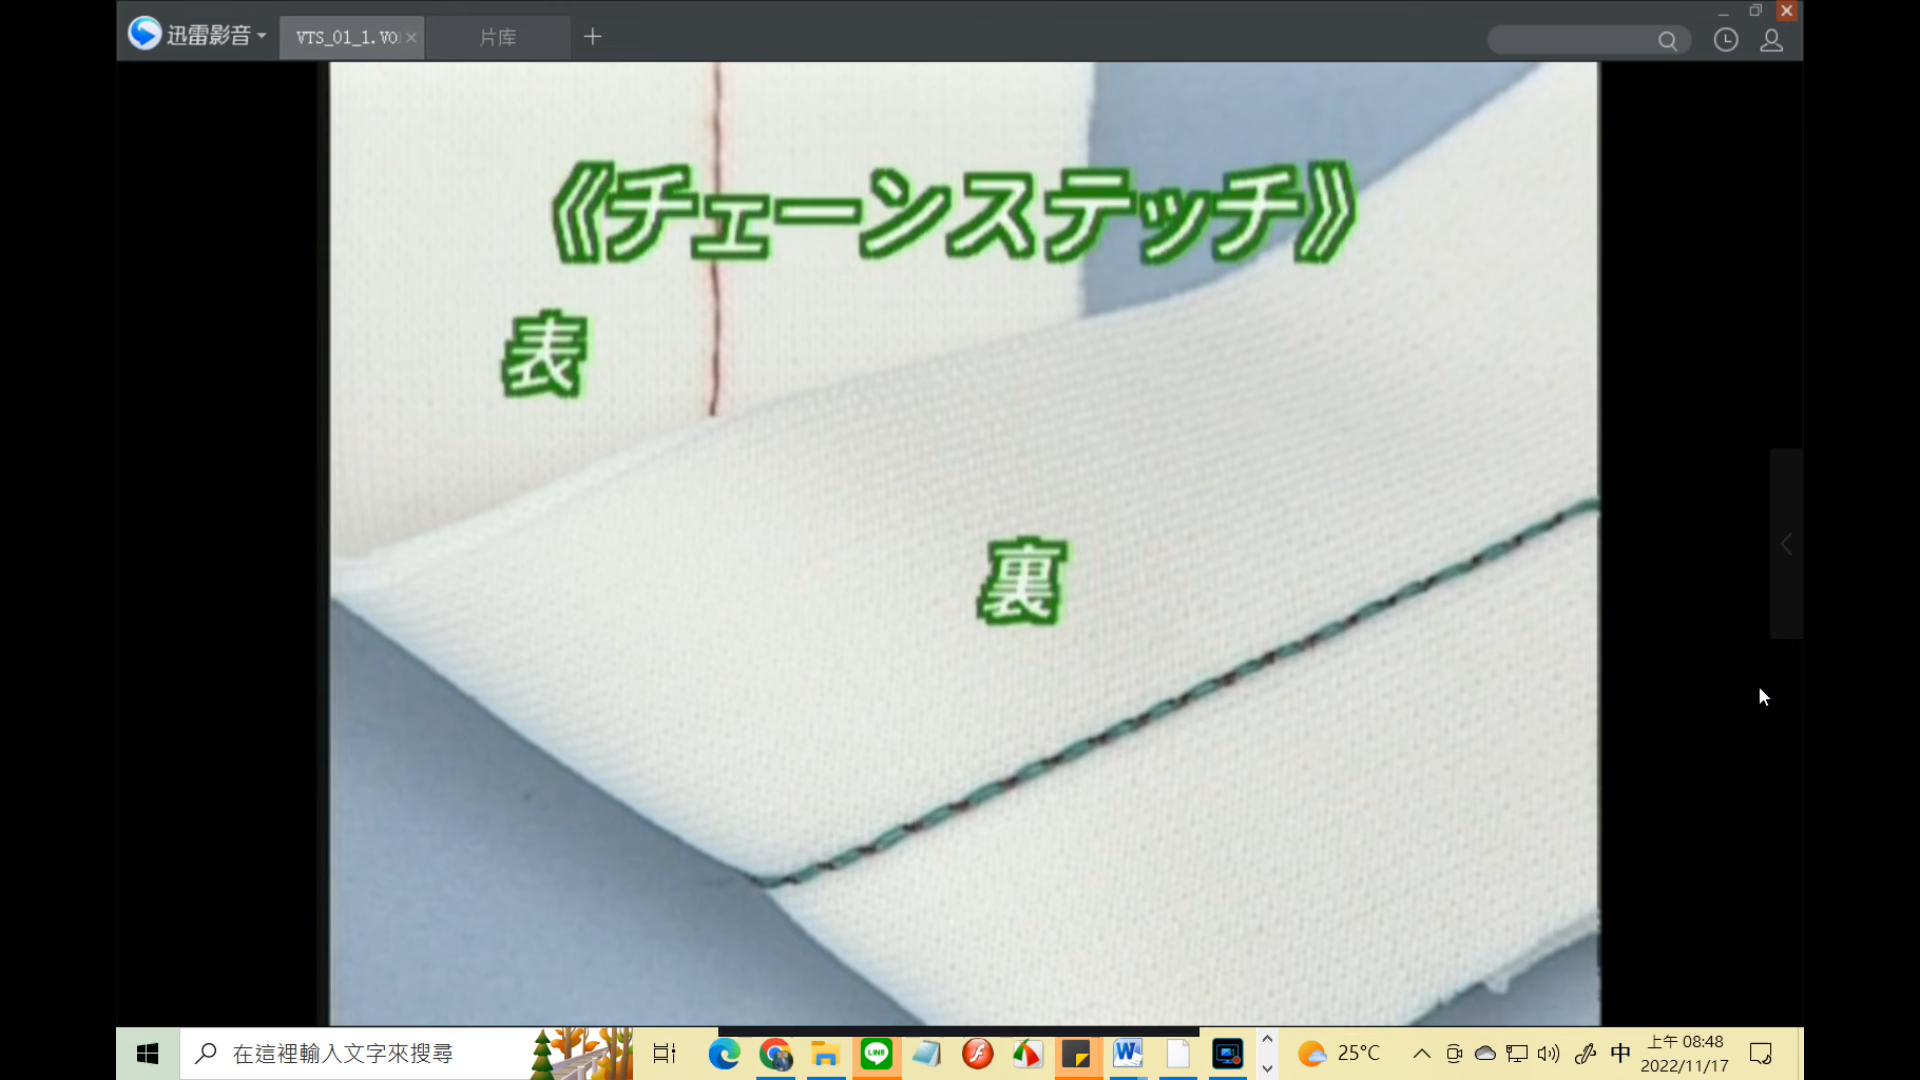 迅雷影音
VTS_01_1.VO
片库
《チェーンステッチ》
表
裏
在這裡輸入文字來搜尋
LINE
25°C
中
上午 08:48
2022/11/17